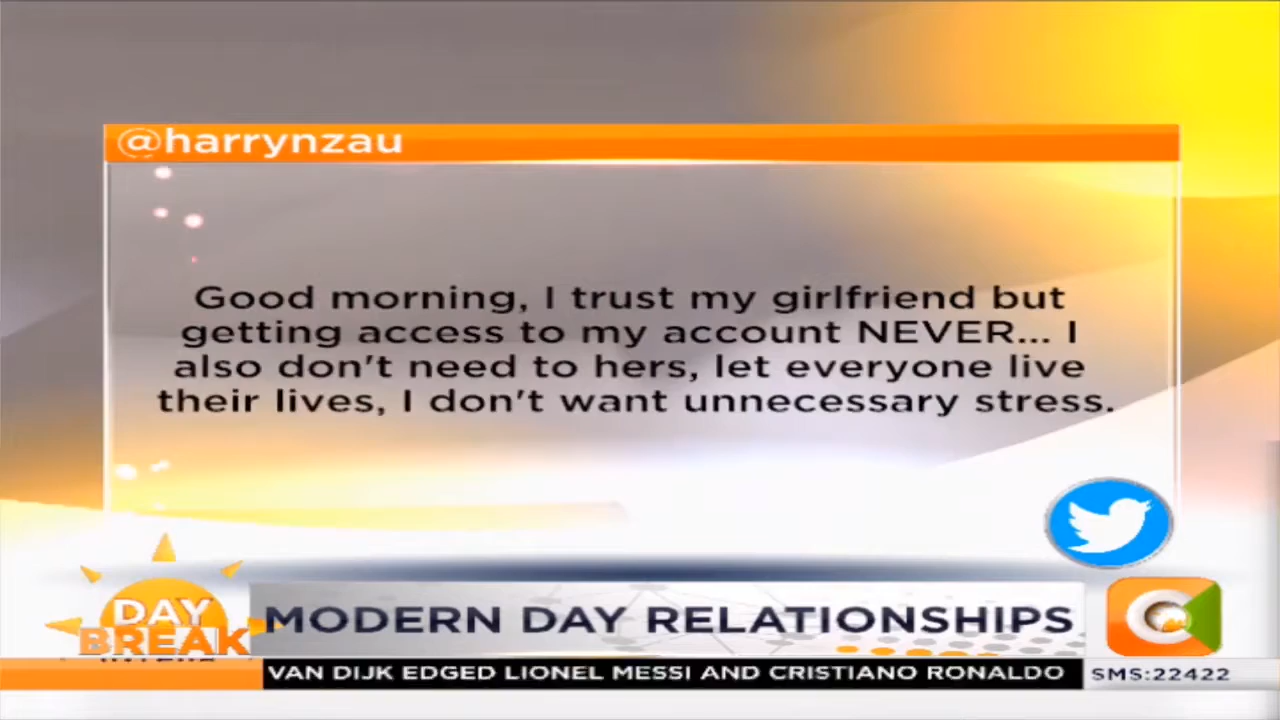 @harrynzau
Good morning, I trust my girlfriend but
getting access to my account NEVER... I
also don't need to hers, let everyone live
their lives, I don't want unnecessary stress.
DAY
BREAK
MODERN DAY RELATIONSHIPS
VAN DIJK EDGED LIONEL MESSI AND CRISTIANO RONALDO
SMS:22422